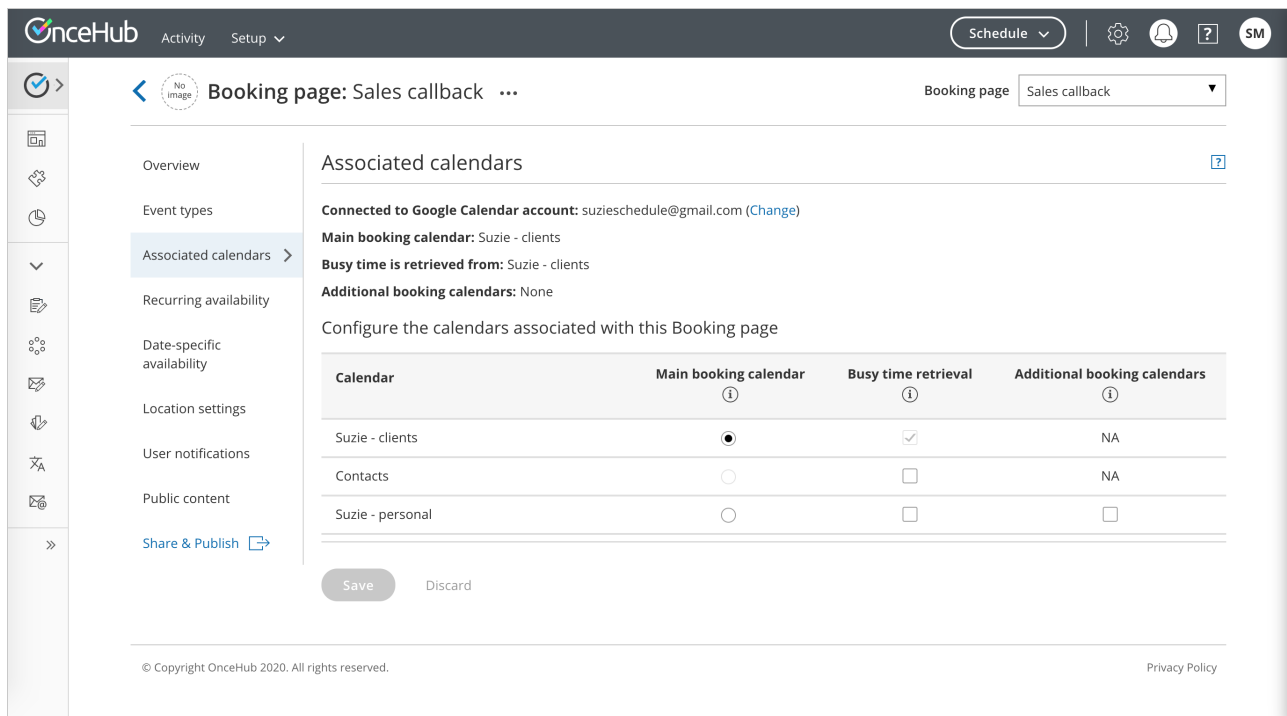 OnceHub Activity Setup Schedule ? SM
No image Booking page: Sales callback ... Booking page Sales callback
Overview
Event types
Associated calendars
Recurring availability
Date-specific
availability
Location settings
User notifications
Public content
Share & Publish
Associated calendars ?
Connected to Google Calendar account: suzieschedule@gmail.com (Change)
Main booking calendar: Suzie - clients
Busy time is retrieved from: Suzie - clients
Additional booking calendars: None
Configure the calendars associated with this Booking page
Calendar Main booking calendar Busy time retrieval Additional booking calendars
i i i
Suzie - clients NA
Contacts NA
Suzie - personal
Save Discard
© Copyright OnceHub 2020. All rights reserved. Privacy Policy